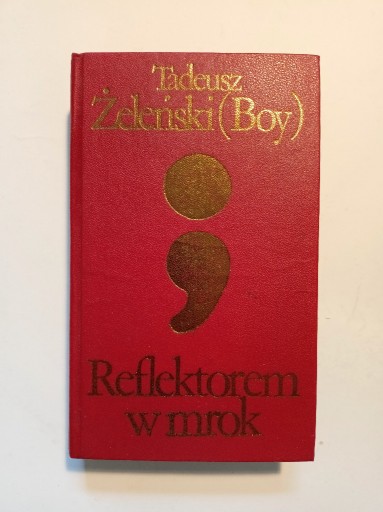 Tadeusz
Żeleński (Boy)
;
Reflektorem
w mrok